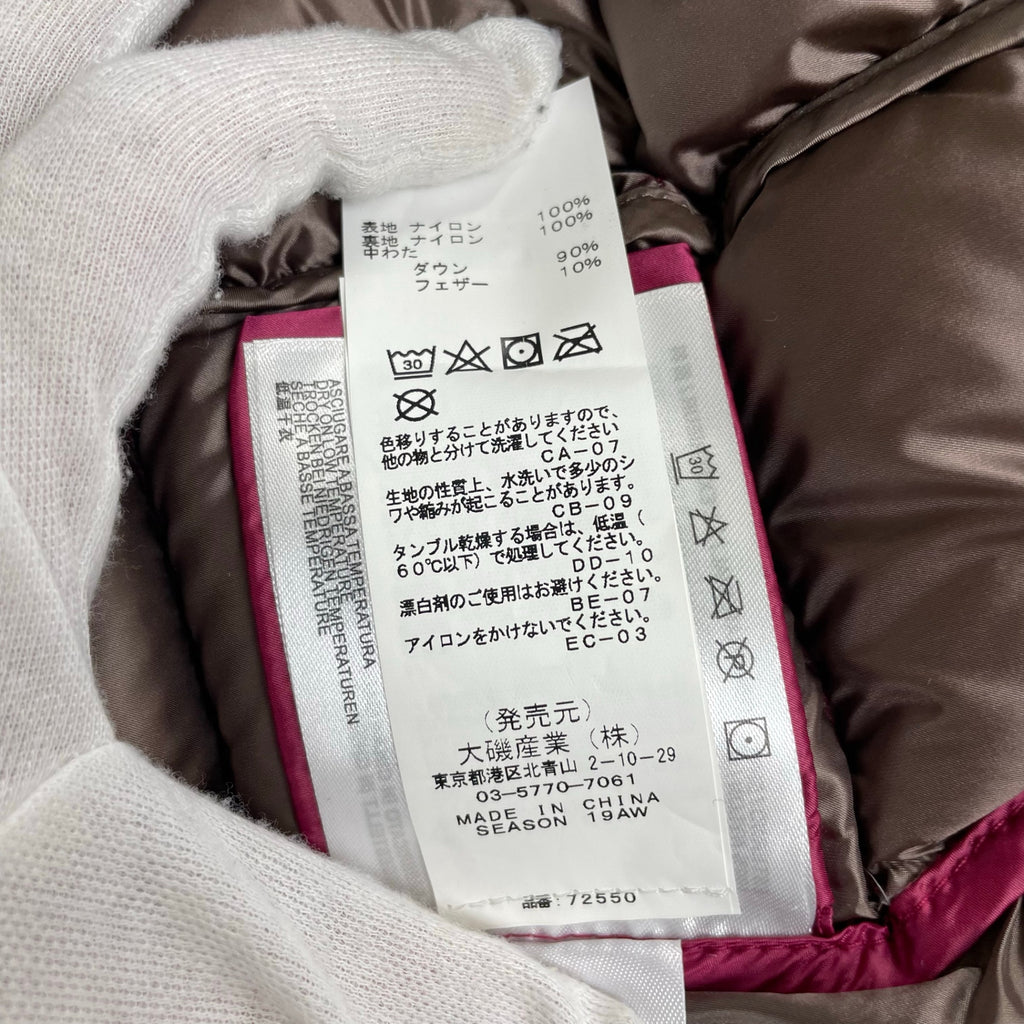 表地 ナイロン 100%
裏地 ナイロン 100%
中わた
ダウン 90%
フェザー 10%
30
色移りすることがありますので、
他の物と分けて洗濯してください
CA-07
生地の性質上、水洗いで多少のシ
ワや縮みが起こることがあります。
CB-09
タンブル乾燥する場合は、低温(
60℃以下)で処理してください。
DD-10
漂白剤のご使用はお避けください。
BE-07
アイロンをかけないでください。
EC-03
(発売元)
大磯産業(株)
東京都港区北青山 2-10-29
03-5770-7061
MADE IN CHINA
SEASON 19AW
品番:72550
ASCIUGARE A BASSA TEMPERATURA
DRY ON LOW TEMPERATURE
TROCKEN BEI NIEDRIGEN TEMPERATUREN
SECHE A BASSE TEMPERATURE
低温干衣
30